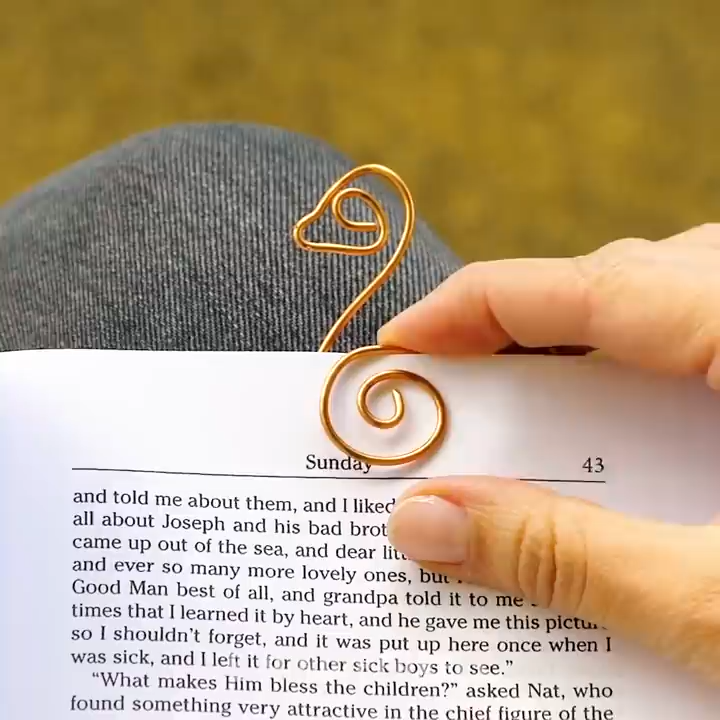 Sunday 43
and told me about them, and I liked
all about Joseph and his bad
came up out of the sea, and dear
and ever so many more lovely ones, but
Good Man best of all, and grandpa told it to me
times that I learned it by heart, and he gave me this
so I shouldn't forget, and it was put up here once when I
was sick, and I left it for other sick boys to see."
"What makes Him bless the children?" asked Nat, who
found something very attractive in the chief figure of the